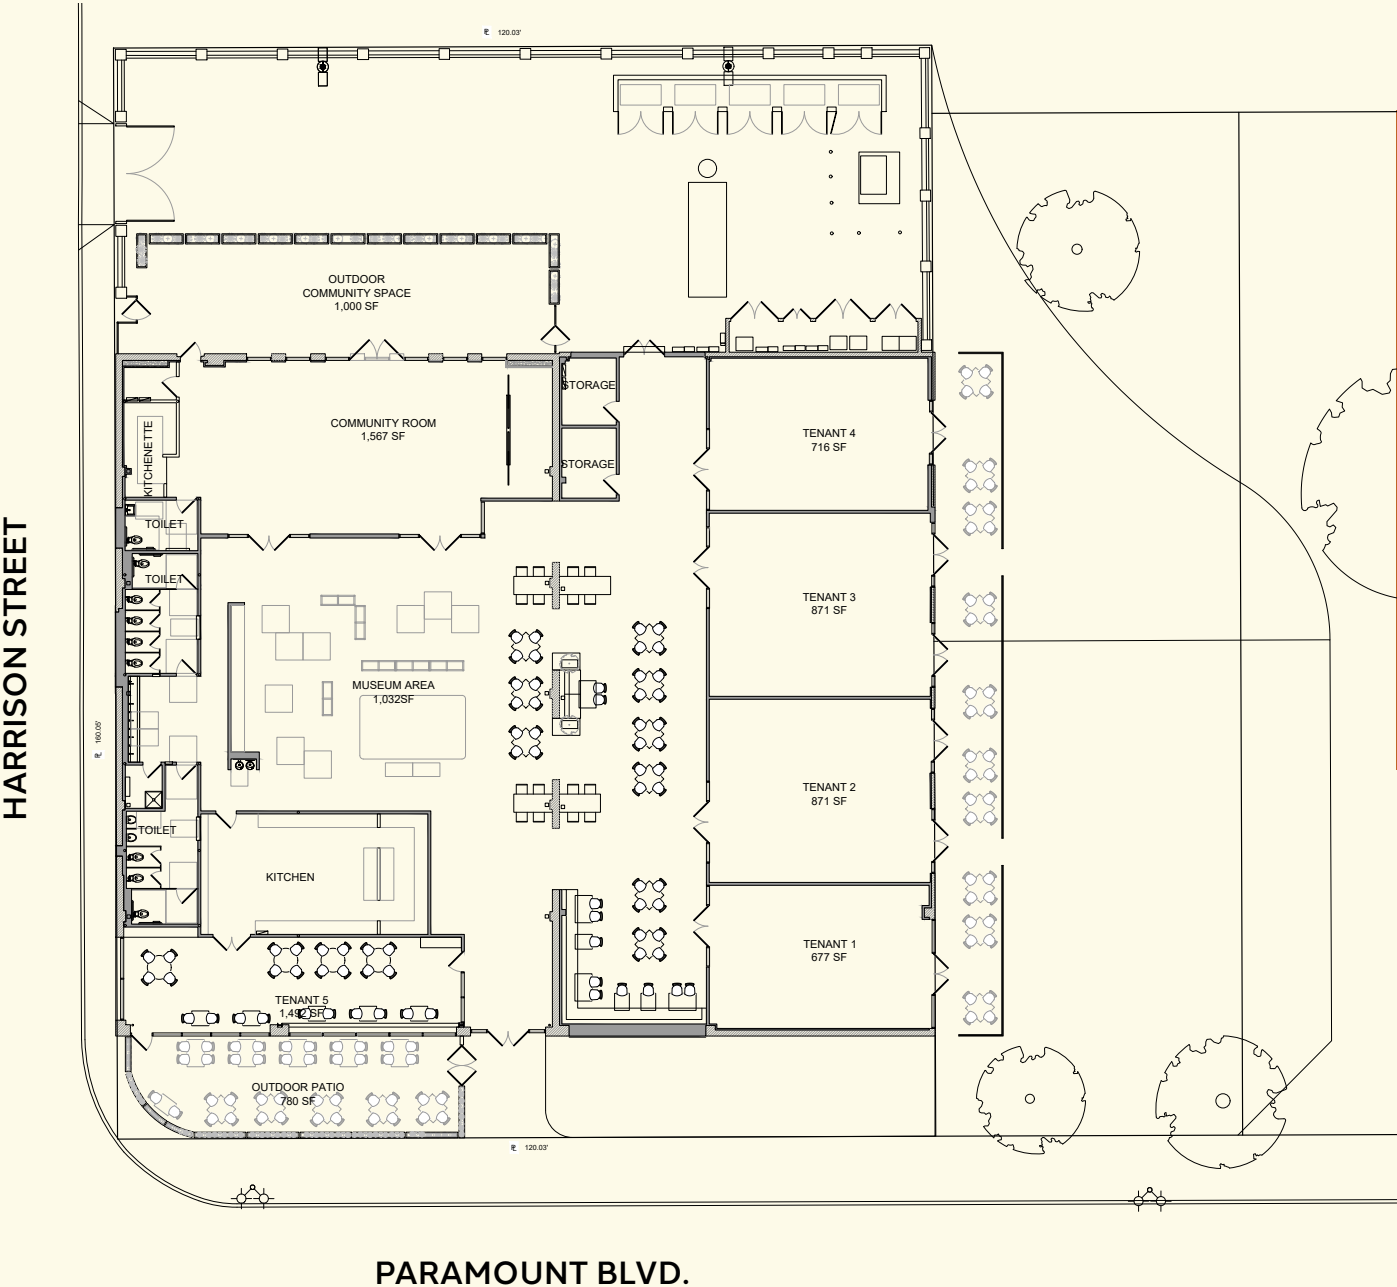 ℄ 120.03'
OUTDOOR
COMMUNITY SPACE
1,000 SF
STORAGE
COMMUNITY ROOM
1,567 SF
TENANT 4
716 SF
KITCHENETTE
STORAGE
TOILET
TOILET
TENANT 3
871 SF
HARRISON STREET
MUSEUM AREA
1,032SF
℄ 160.05'
TENANT 2
871 SF
TOILET
KITCHEN
TENANT 1
677 SF
TENANT 5
1,492 SF
OUTDOOR PATIO
780 SF
℄ 120.03'
PARAMOUNT BLVD.